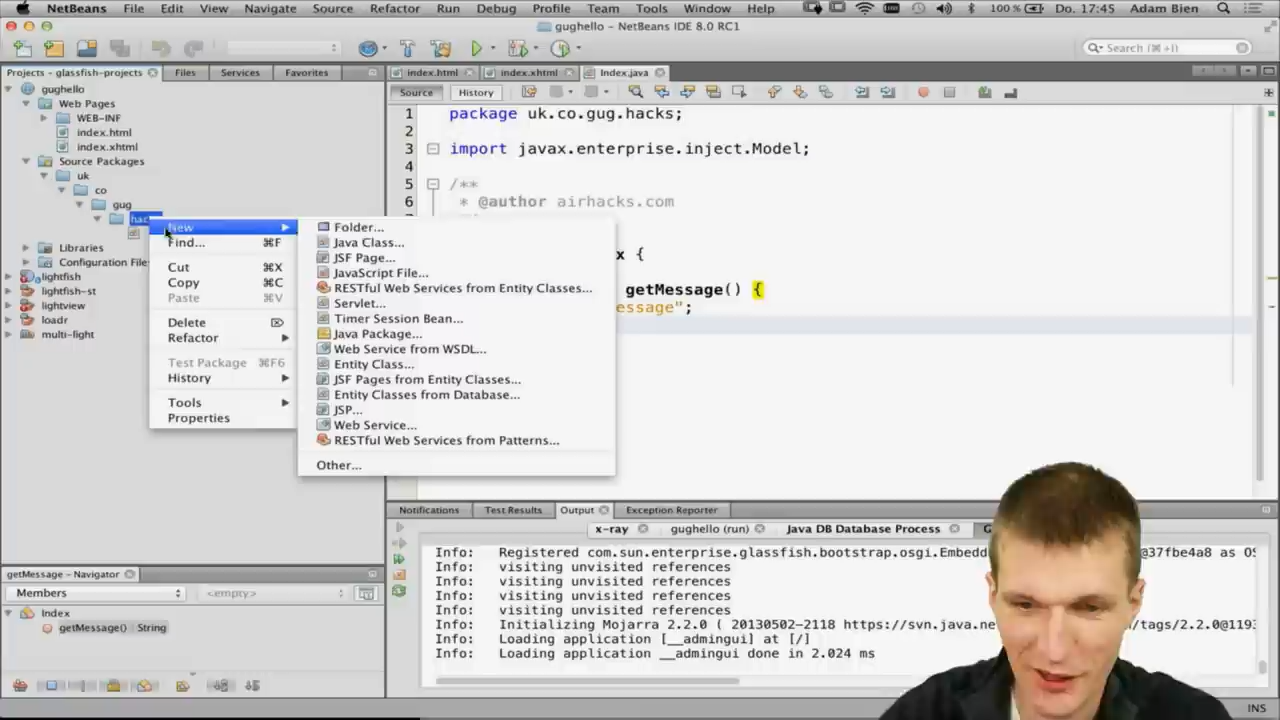 NetBeans File Edit View Navigate Source Refactor Run Debug Profile Team Tools Window Help 100 % Do. 17:45 Adam Bien
gughello – NetBeans IDE 8.0 RC1
Search (⌘+I)
Projects – glassfish-projects Files Services Favorites
index.html index.xhtml Index.java
Source History
gughello
Web Pages
WEB-INF
index.html
index.xhtml
Source Packages
uk
co
gug
Libraries
Configuration File
lightfish
lightfish-st
lightview
loadr
multi-light
1 package uk.co.gug.hacks;
2
3 import javax.enterprise.inject.Model;
4
5 /**
6 * @author airhacks.com
x {
getMessage() {
essage";
New
Find... ⌘F
Cut ⌘X
Copy ⌘C
Paste ⌘V
Delete
Refactor
Test Package ⌘F6
History
Tools
Properties
Folder...
Java Class...
JSF Page...
JavaScript File...
RESTful Web Services from Entity Classes...
Servlet...
Timer Session Bean...
Java Package...
Web Service from WSDL...
Entity Class...
JSF Pages from Entity Classes...
Entity Classes from Database...
JSP...
Web Service...
RESTful Web Services from Patterns...
Other...
Notifications Test Results Output Exception Reporter
x-ray gughello (run) Java DB Database Process G
Info: Registered com.sun.enterprise.glassfish.bootstrap.osgi.Embedd @37fbe4a8 as OS
Info: visiting unvisited references
Info: visiting unvisited references
Info: visiting unvisited references
Info: visiting unvisited references
Info: Initializing Mojarra 2.2.0 ( 20130502-2118 https://svn.java.ne /tags/2.2.0@1193
Info: Loading application [__admingui] at [/]
Info: Loading application __admingui done in 2.024 ms
getMessage – Navigator
Members <empty>
Index
getMessage() String
INS